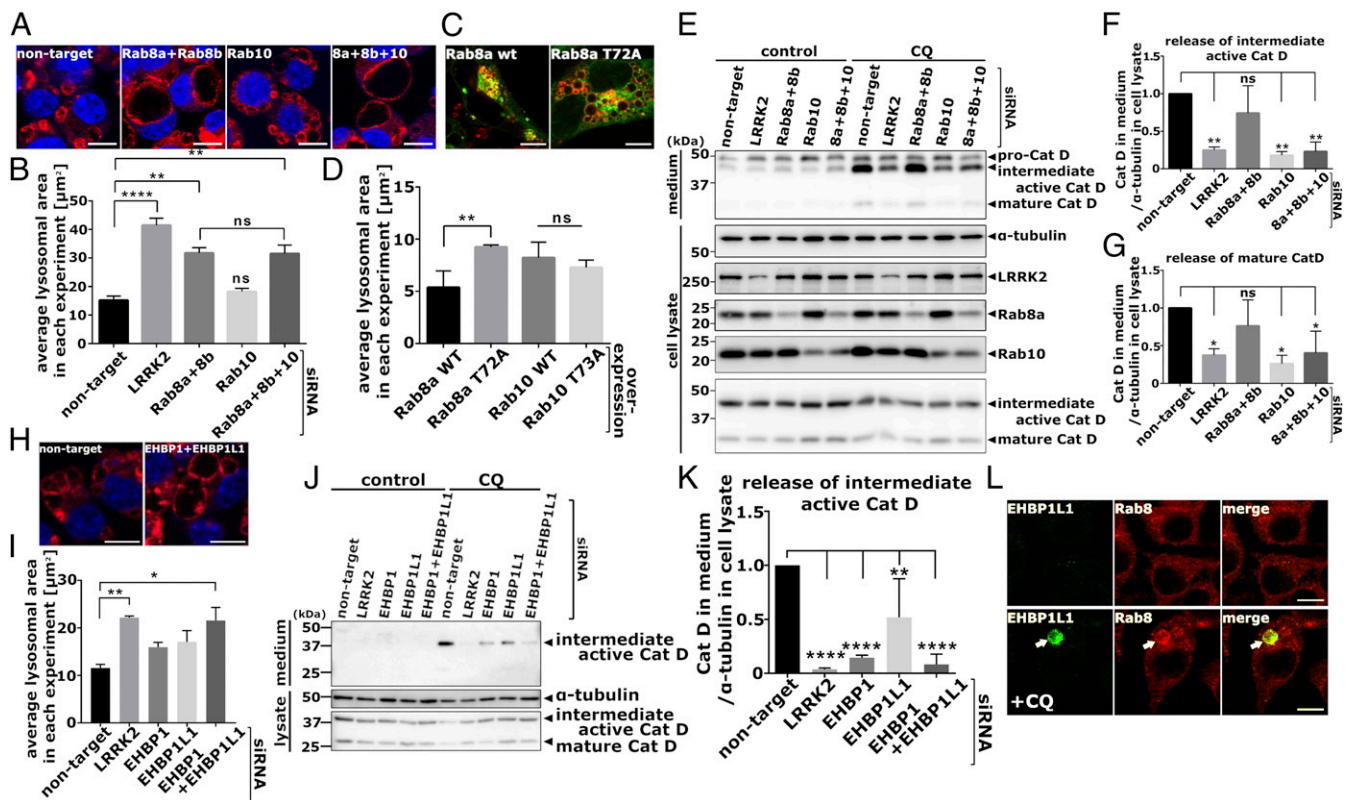 A
non-target
Rab8a+Rab8b
Rab10
8a+8b+10
B
average lysosomal area
in each experiment [µm²]
50
40
30
20
10
0
**
**
****
ns
ns
non-target
LRRK2
Rab8a+8b
Rab10
Rab8a+8b+10
siRNA
C
Rab8a wt
Rab8a T72A
D
average lysosomal area
in each experiment [µm²]
15
10
5
0
**
ns
Rab8a WT
Rab8a T72A
Rab10 WT
Rab10 T73A
over-
expression
E
control
CQ
non-target
LRRK2
Rab8a+8b
Rab10
8a+8b+10
non-target
LRRK2
Rab8a+8b
Rab10
8a+8b+10
siRNA
(kDa)
medium
50
37
pro-Cat D
intermediate
active Cat D
mature Cat D
cell lysate
50
α-tubulin
250
LRRK2
25
20
Rab8a
25
20
Rab10
50
37
intermediate
active Cat D
mature Cat D
F
release of intermediate
active Cat D
Cat D in medium
/α-tubulin in cell lysate
1.5
1.0
0.5
0.0
ns
**
**
**
non-target
LRRK2
Rab8a+8b
Rab10
8a+8b+10
siRNA
G
release of mature CatD
Cat D in medium
/α-tubulin in cell lysate
1.5
1.0
0.5
0.0
ns
*
*
*
non-target
LRRK2
Rab8a+8b
Rab10
8a+8b+10
siRNA
H
non-target
EHBP1+EHBP1L1
I
average lysosomal area
in each experiment [µm²]
30
20
10
0
*
**
non-target
LRRK2
EHBP1
EHBP1L1
EHBP1
+EHBP1L1
siRNA
J
control
CQ
non-target
LRRK2
EHBP1
EHBP1L1
EHBP1+EHBP1L1
non-target
LRRK2
EHBP1
EHBP1L1
EHBP1+EHBP1L1
siRNA
(kDa)
medium
50
37
25
intermediate
active Cat D
lysate
50
α-tubulin
37
25
intermediate
active Cat D
mature Cat D
K
release of intermediate
active Cat D
Cat D in medium
/α-tubulin in cell lysate
1.5
1.0
0.5
0
****
****
**
****
non-target
LRRK2
EHBP1
EHBP1L1
EHBP1
+EHBP1L1
siRNA
L
EHBP1L1
Rab8
merge
EHBP1L1
Rab8
merge
+CQ